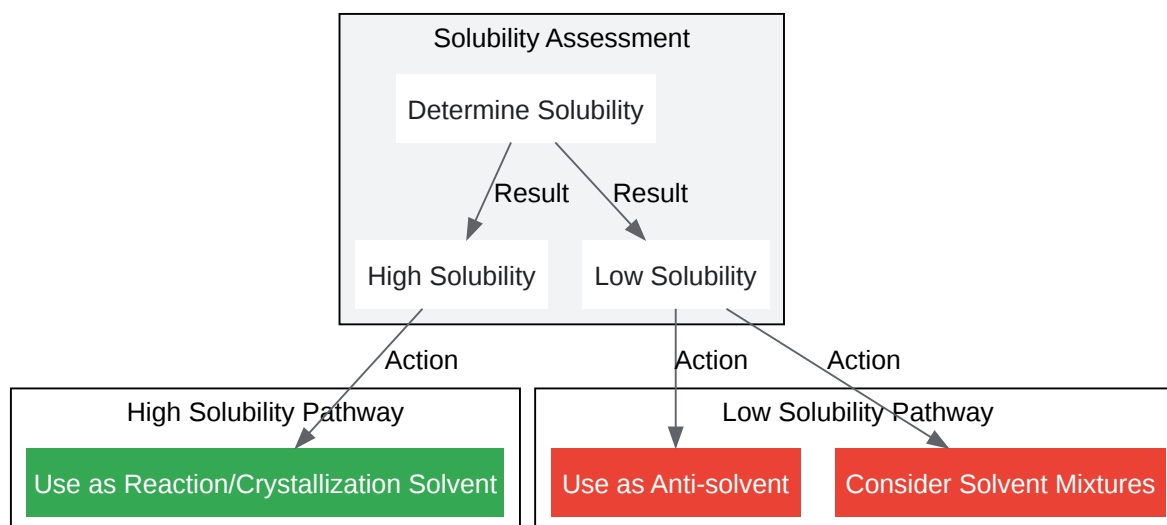 Solubility Assessment
Determine Solubility
Result
Result
High Solubility
Low Solubility
Action
Action
Action
High Solubility Pathway
Low Solubility Pathway
Use as Reaction/Crystallization Solvent
Use as Anti-solvent
Consider Solvent Mixtures